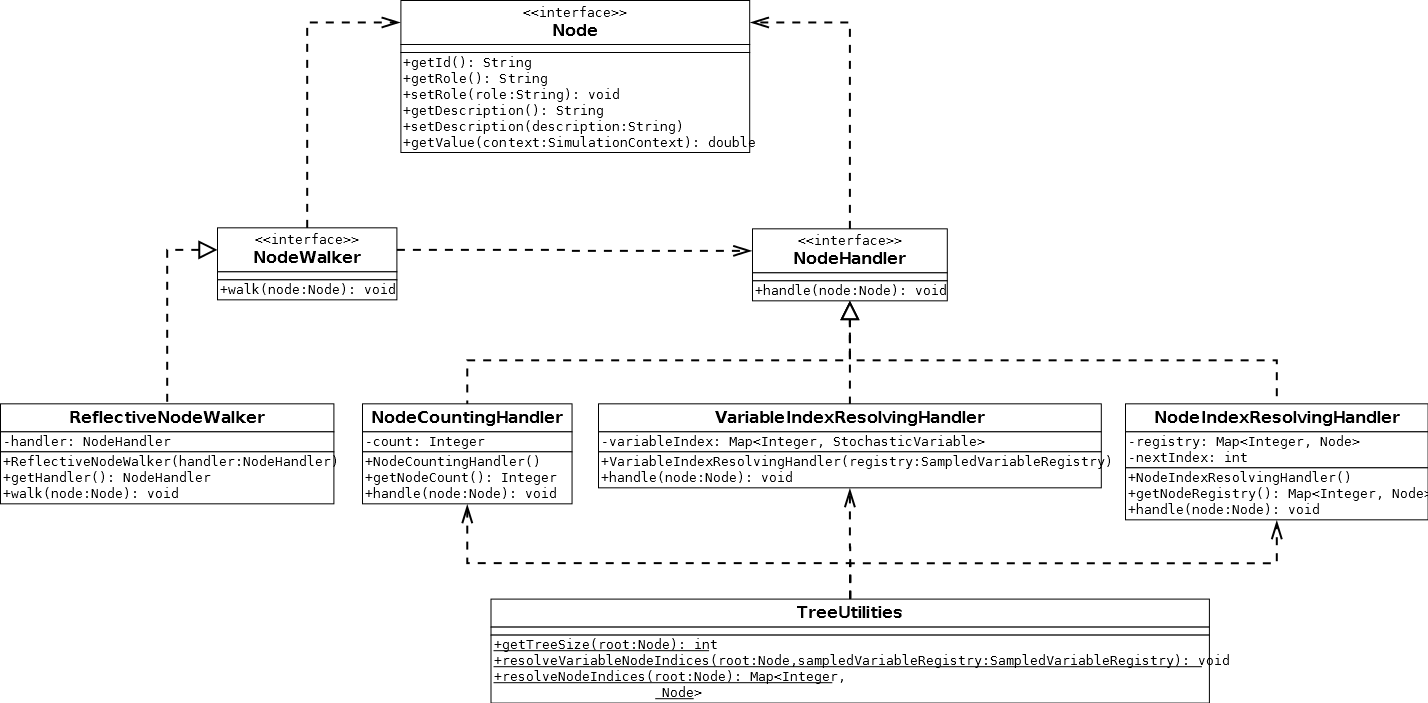 <<interface>>
Node
+getId(): String
+getRole(): String
+setRole(role:String): void
+getDescription(): String
+setDescription(description:String)
+getValue(context:SimulationContext): double
<<interface>>
NodeWalker
+walk(node:Node): void
<<interface>>
NodeHandler
+handle(node:Node): void
ReflectiveNodeWalker
-handler: NodeHandler
+ReflectiveNodeWalker(handler:NodeHandler)
+getHandler(): NodeHandler
+walk(node:Node): void
NodeCountingHandler
-count: Integer
+NodeCountingHandler()
+getNodeCount(): Integer
+handle(node:Node): void
VariableIndexResolvingHandler
-variableIndex: Map<Integer, StochasticVariable>
+VariableIndexResolvingHandler(registry:SampledVariableRegistry)
+handle(node:Node): void
NodeIndexResolvingHandler
-registry: Map<Integer, Node>
-nextIndex: int
+NodeIndexResolvingHandler()
+getNodeRegistry(): Map<Integer, Node>
+handle(node:Node): void
TreeUtilities
+getTreeSize(root:Node): int
+resolveVariableNodeIndices(root:Node,sampledVariableRegistry:SampledVariableRegistry): void
+resolveNodeIndices(root:Node): Map<Integer,
Node>